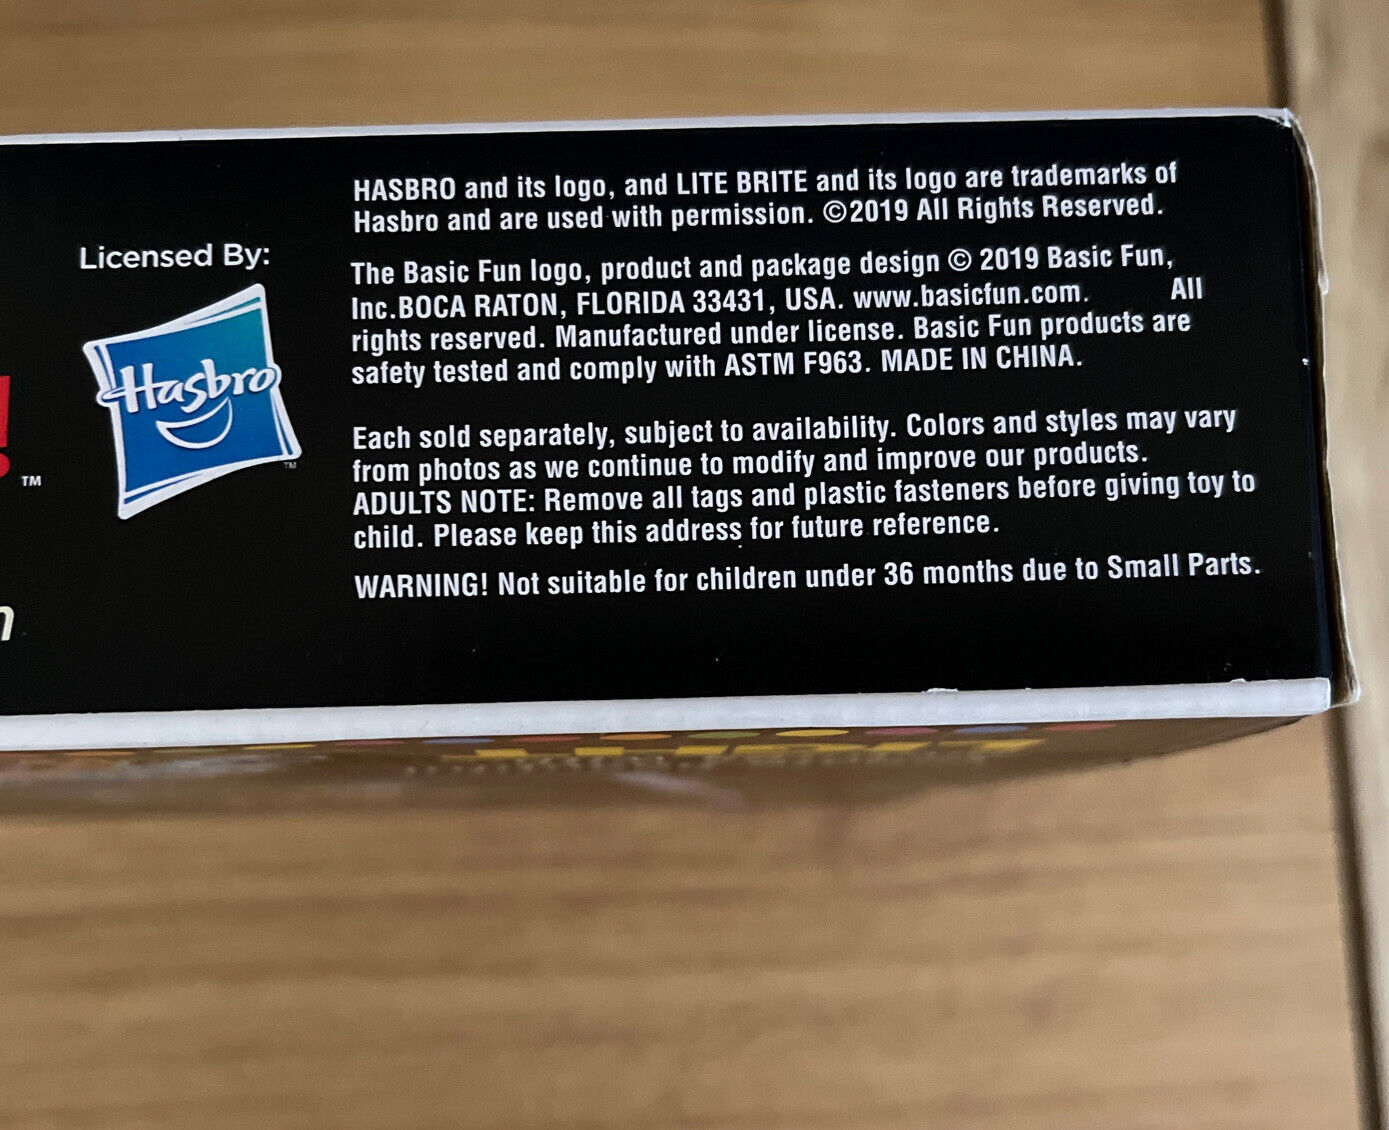 Licensed By:
Hasbro
TM
! TM
HASBRO and its logo, and LITE BRITE and its logo are trademarks of
Hasbro and are used with permission. ©2019 All Rights Reserved.
The Basic Fun logo, product and package design © 2019 Basic Fun,
Inc.BOCA RATON, FLORIDA 33431, USA. www.basicfun.com. All
rights reserved. Manufactured under license. Basic Fun products are
safety tested and comply with ASTM F963. MADE IN CHINA.
Each sold separately, subject to availability. Colors and styles may vary
from photos as we continue to modify and improve our products.
ADULTS NOTE: Remove all tags and plastic fasteners before giving toy to
child. Please keep this address for future reference.
WARNING! Not suitable for children under 36 months due to Small Parts.